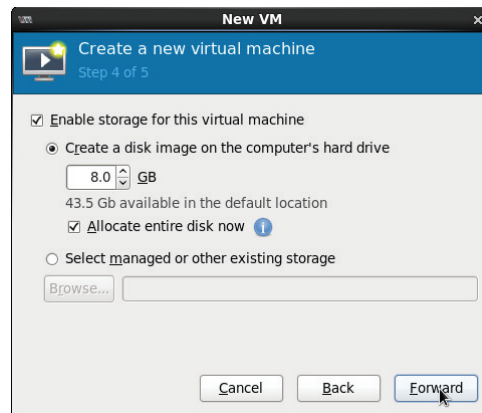 New VM
Create a new virtual machine
Step 4 of 5
Enable storage for this virtual machine
Create a disk image on the computer's hard drive
8.0 GB
43.5 Gb available in the default location
Allocate entire disk now
Select managed or other existing storage
Browse...
Cancel Back Forward